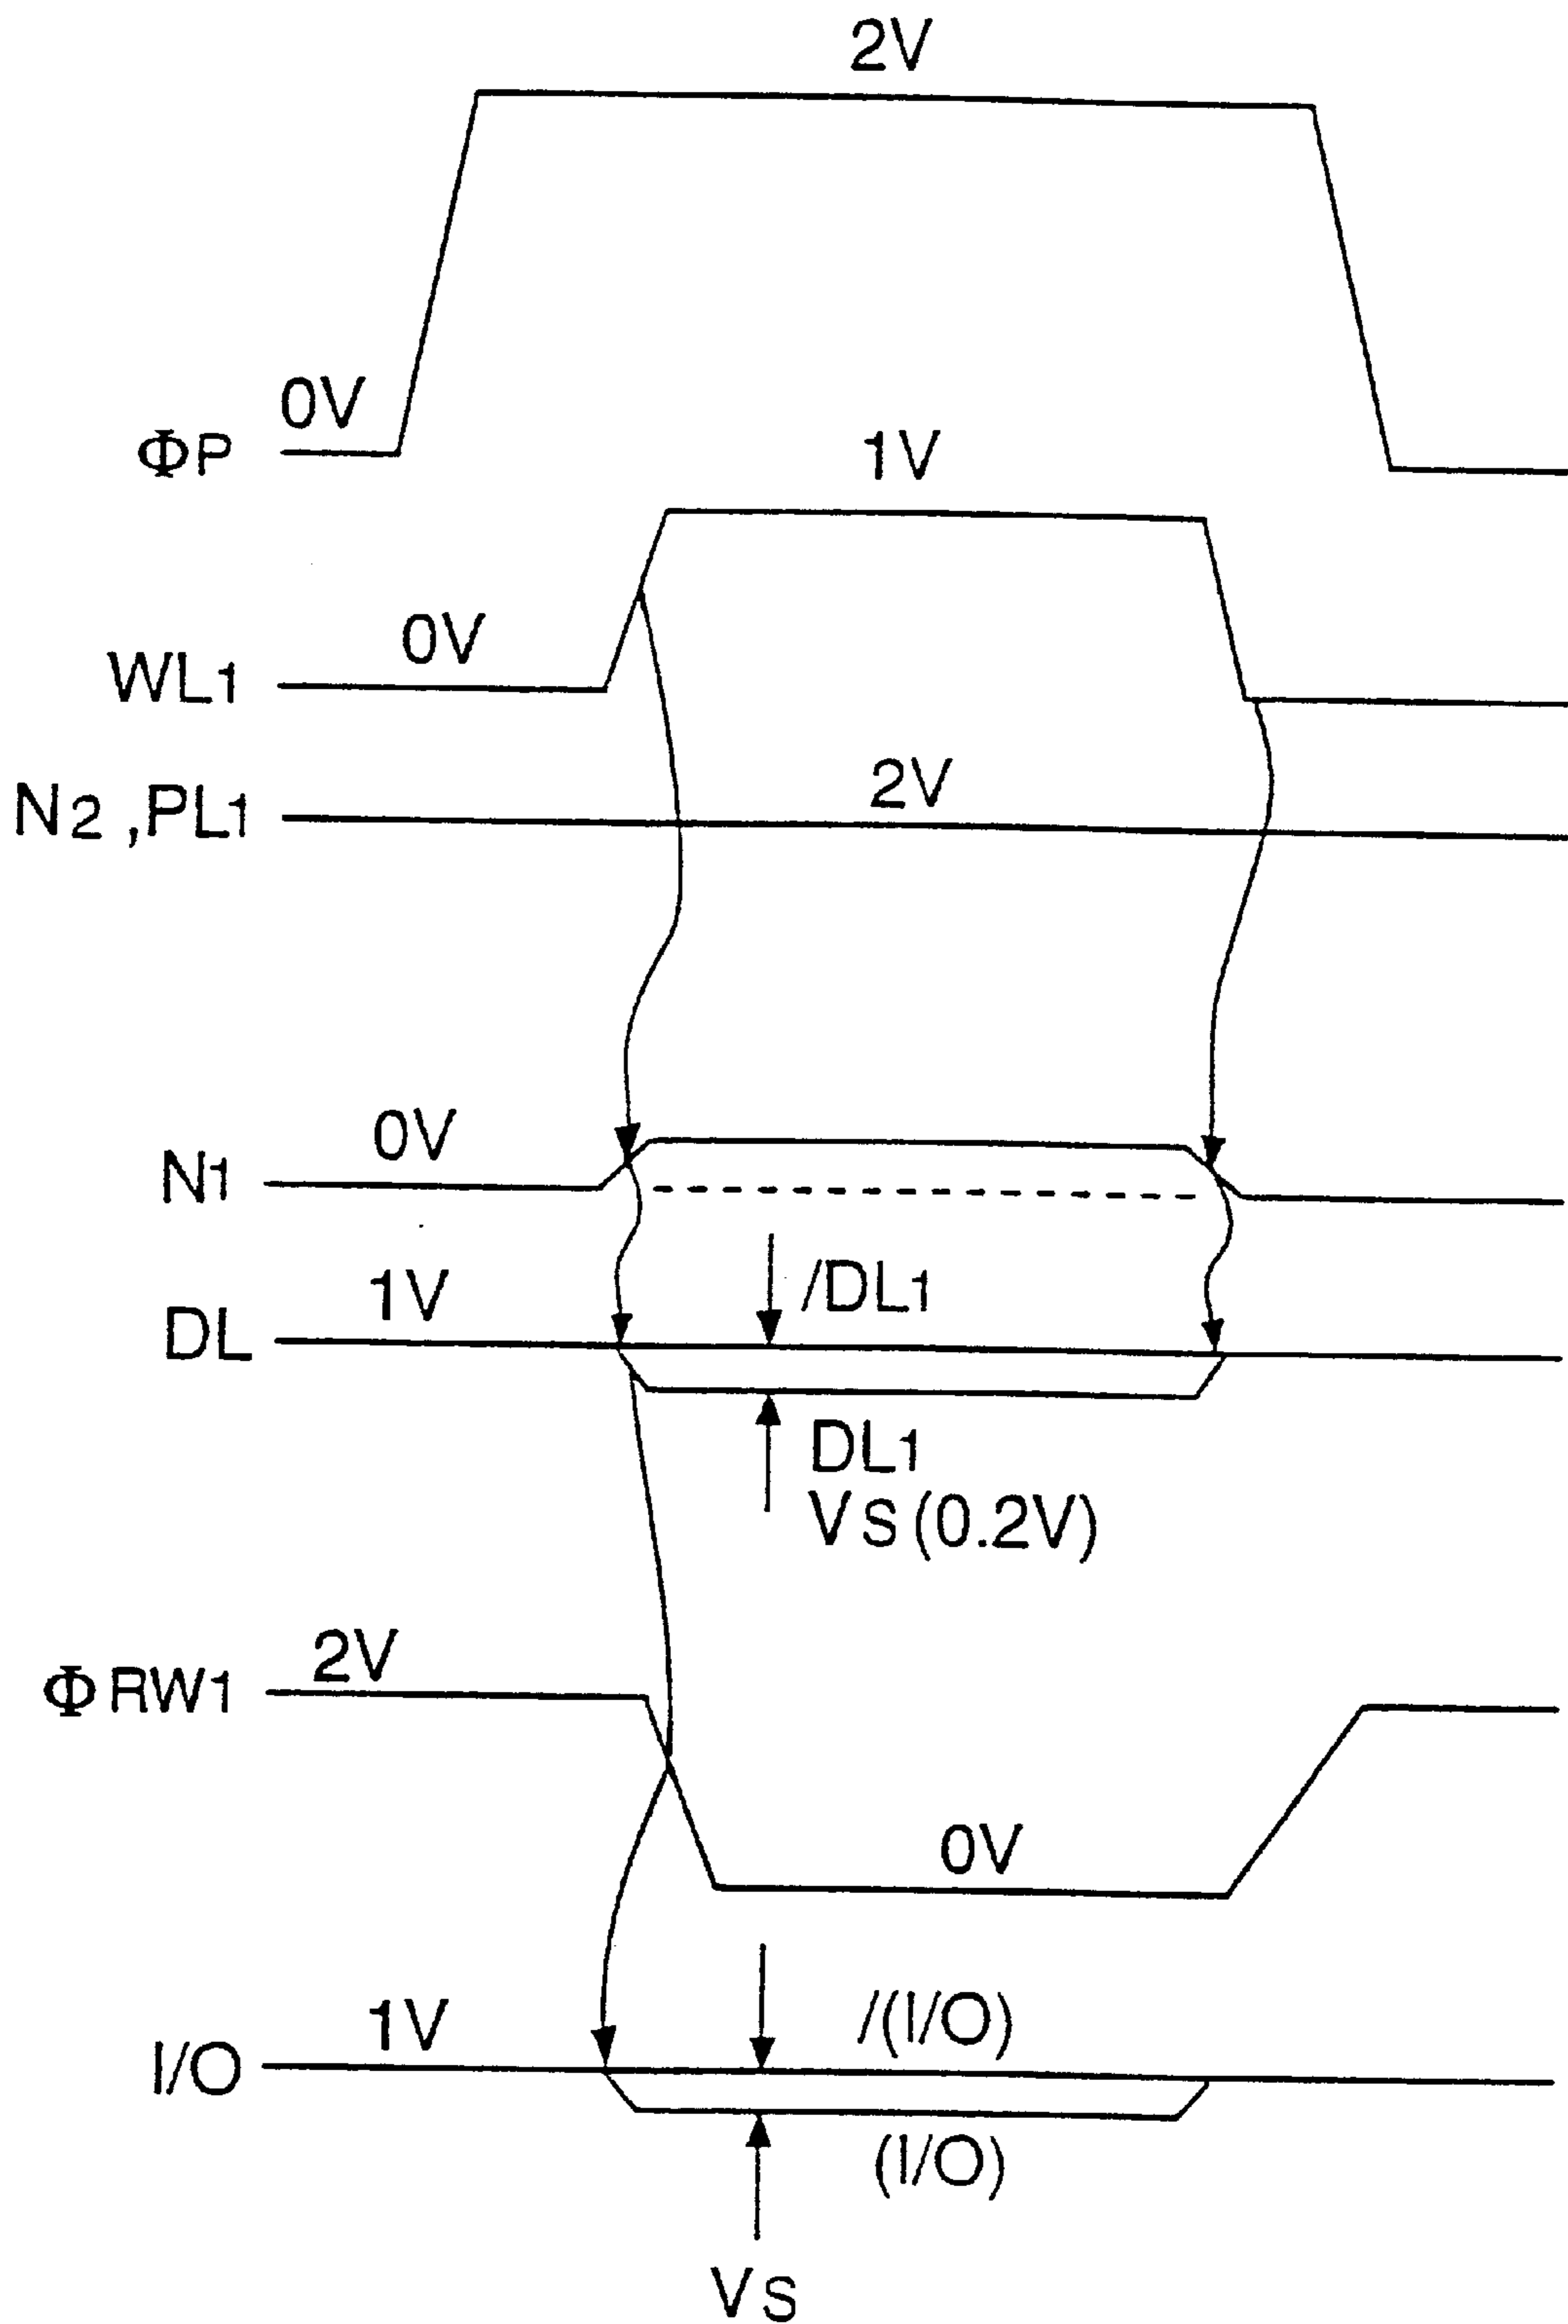 2V
0V
ΦP
1V
0V
WL1
2V
N2 ,PL1
0V
N1
1V
/DL1
DL
DL1
VS(0.2V)
2V
ΦRW1
0V
1V
/(I/O)
I/O
(I/O)
VS